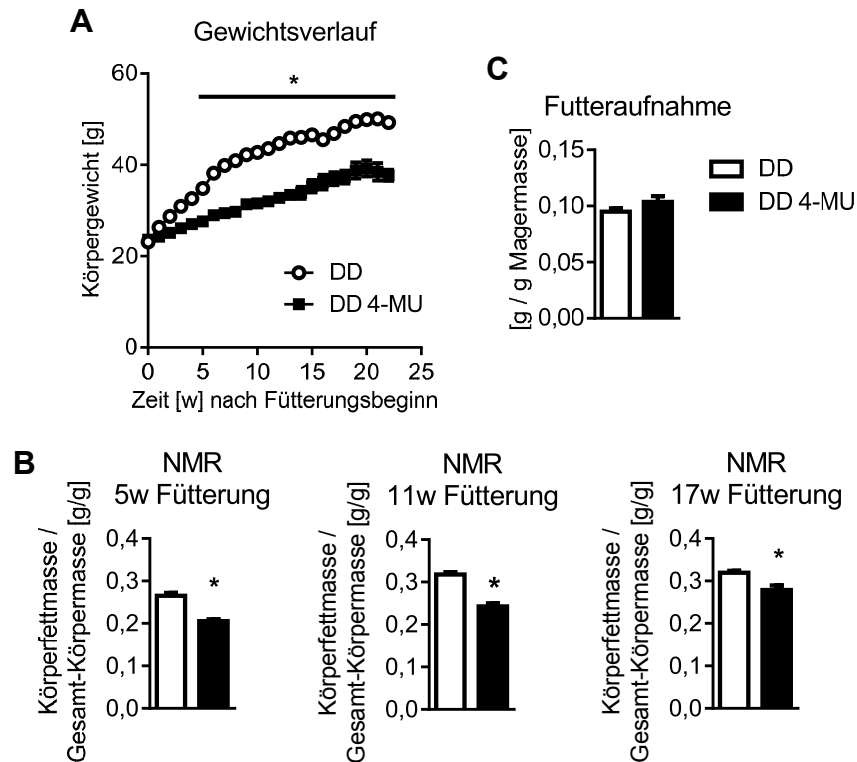 A
Gewichtsverlauf
*
Körpergewicht [g]
60
40
20
0
0 5 10 15 20 25
Zeit [w] nach Fütterungsbeginn
DD
DD 4-MU
C
Futteraufnahme
[g / g Magermasse]
0,15
0,10
0,05
0,00
DD
DD 4-MU
B
NMR
5w Fütterung
Körperfettmasse /
Gesamt-Körpermasse [g/g]
0,4
0,3
0,2
0,1
0,0
*
NMR
11w Fütterung
Körperfettmasse /
Gesamt-Körpermasse [g/g]
0,4
0,3
0,2
0,1
0,0
*
NMR
17w Fütterung
Körperfettmasse /
Gesamt-Körpermasse [g/g]
0,4
0,3
0,2
0,1
0,0
*